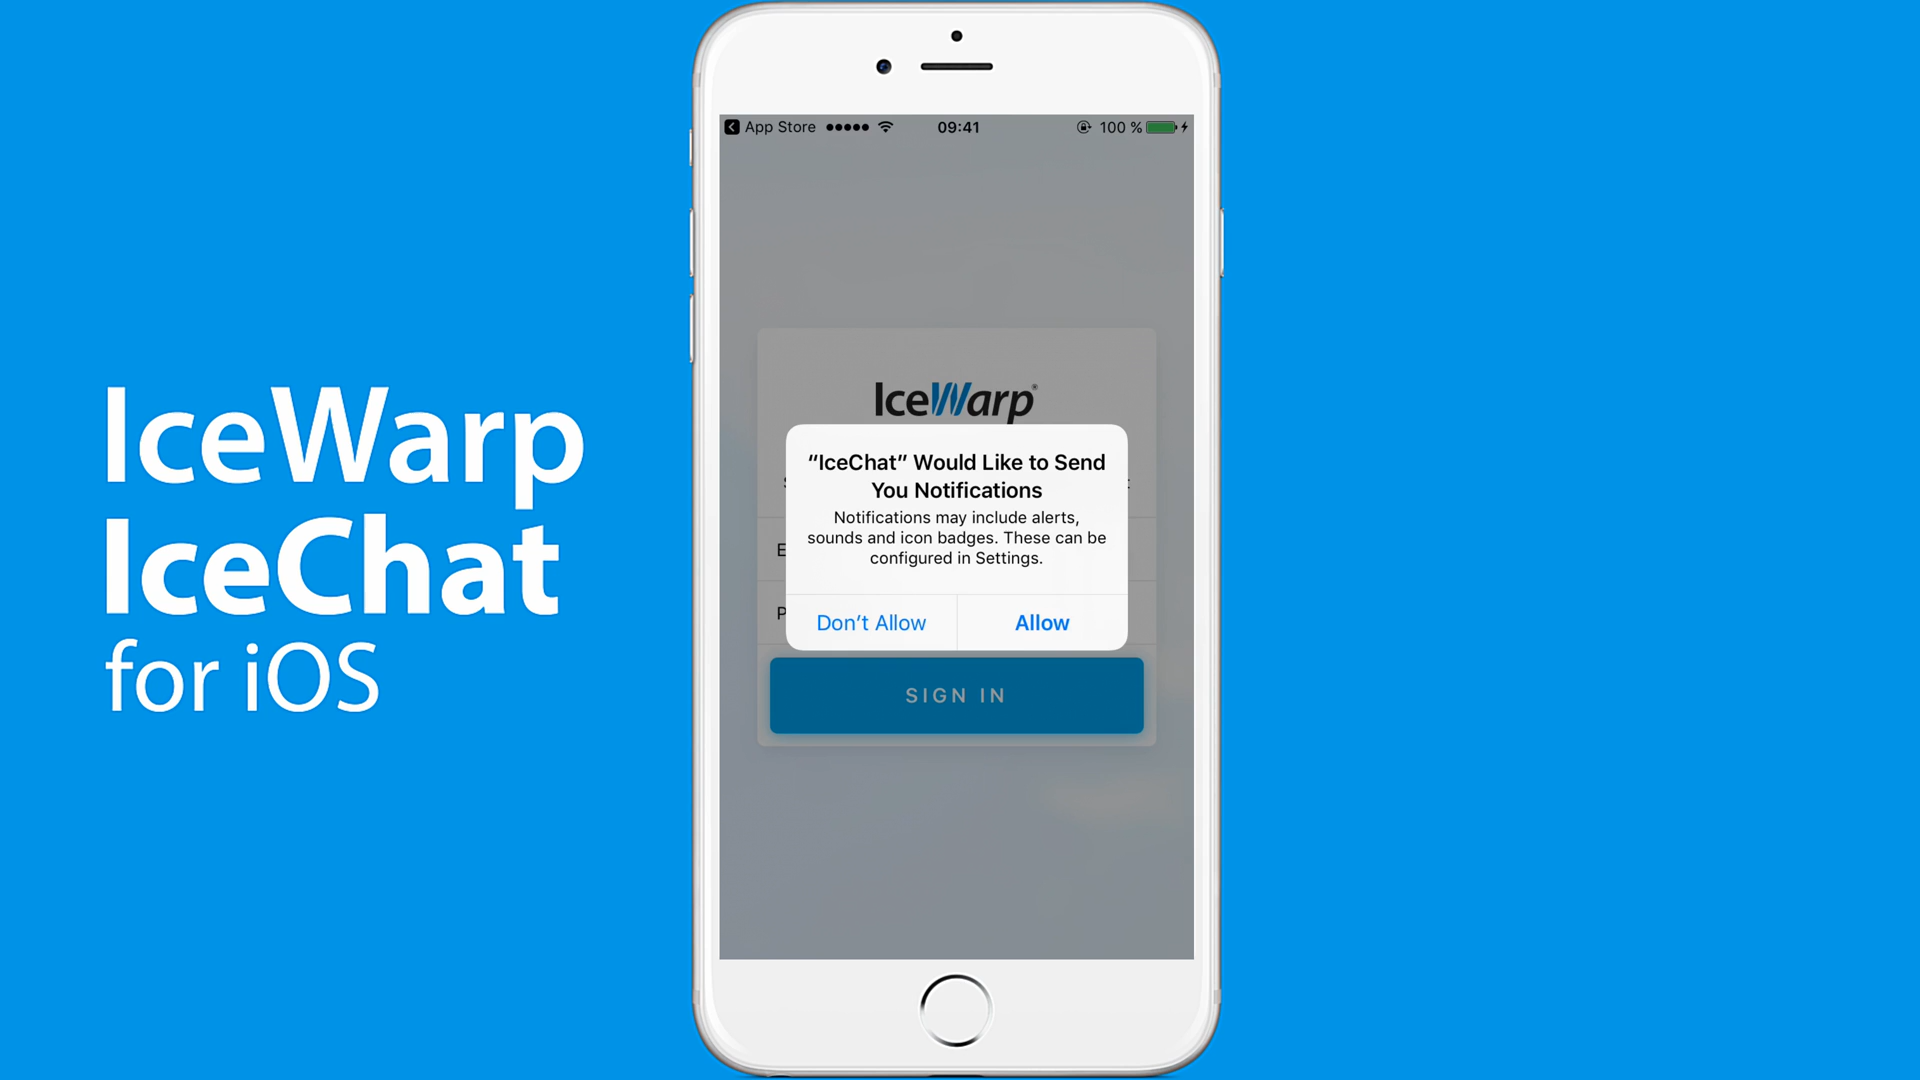 IceWarp
IceChat
for iOS
App Store
09:41
100 %
IceWarp®
“IceChat” Would Like to Send
You Notifications
Notifications may include alerts,
sounds and icon badges. These can be
configured in Settings.
Don’t Allow
Allow
SIGN IN